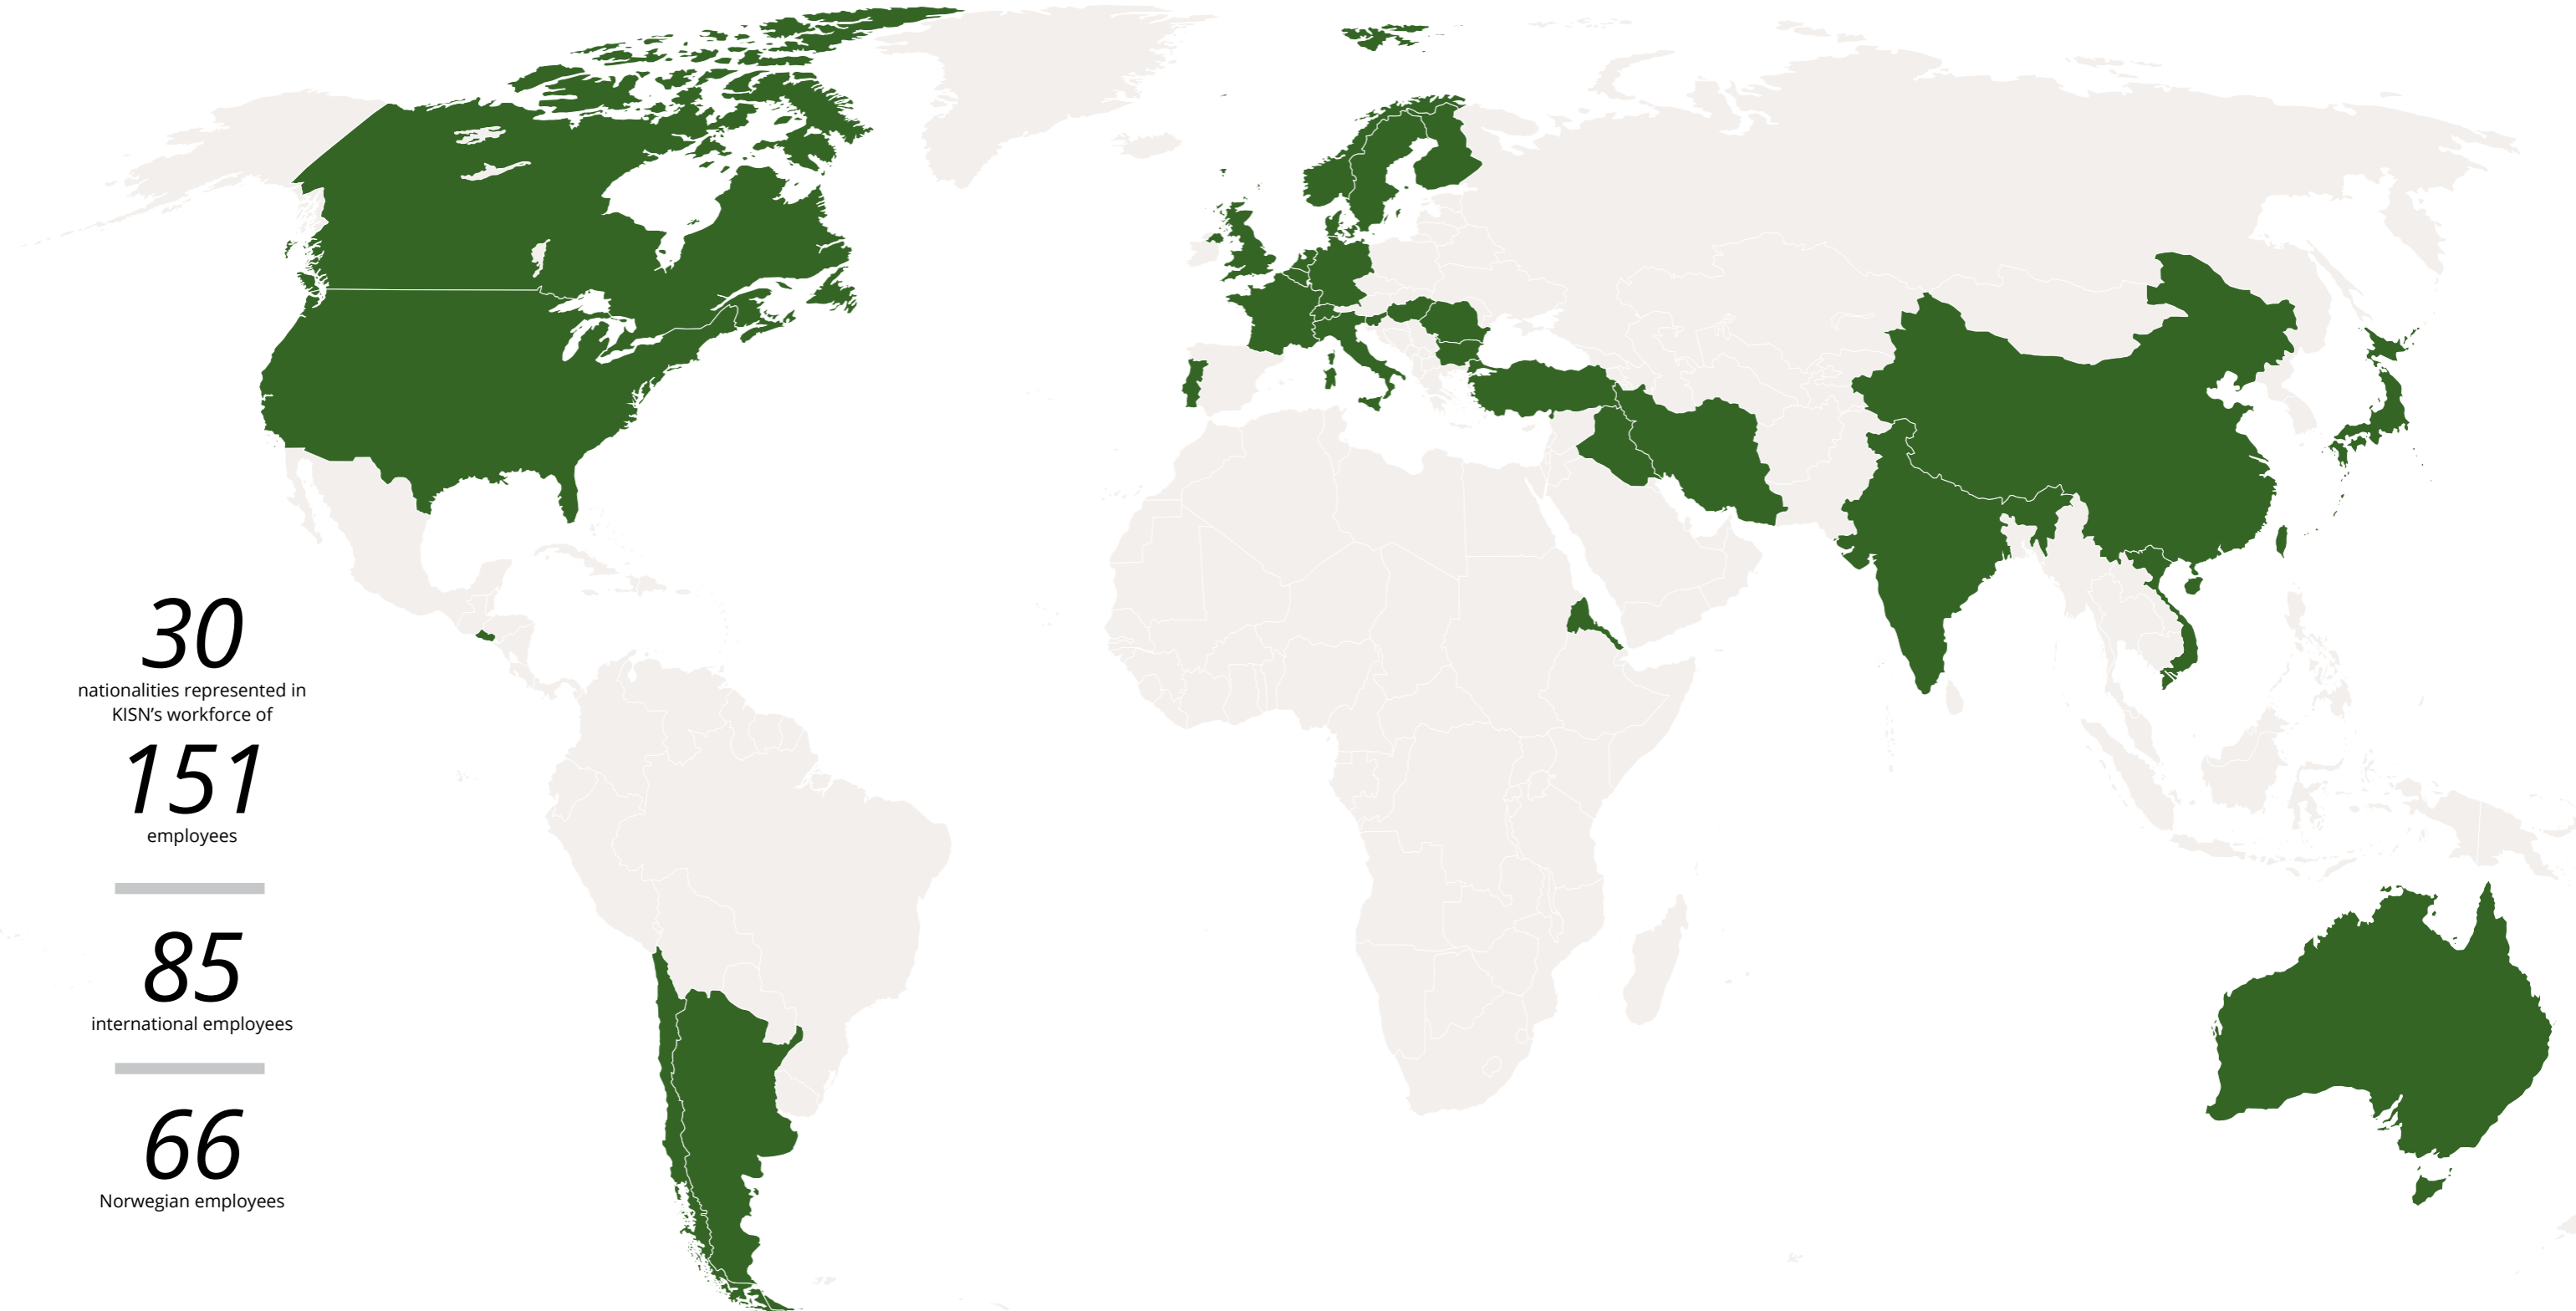 30
nationalities represented in
KISN’s workforce of
151
employees
85
international employees
66
Norwegian employees